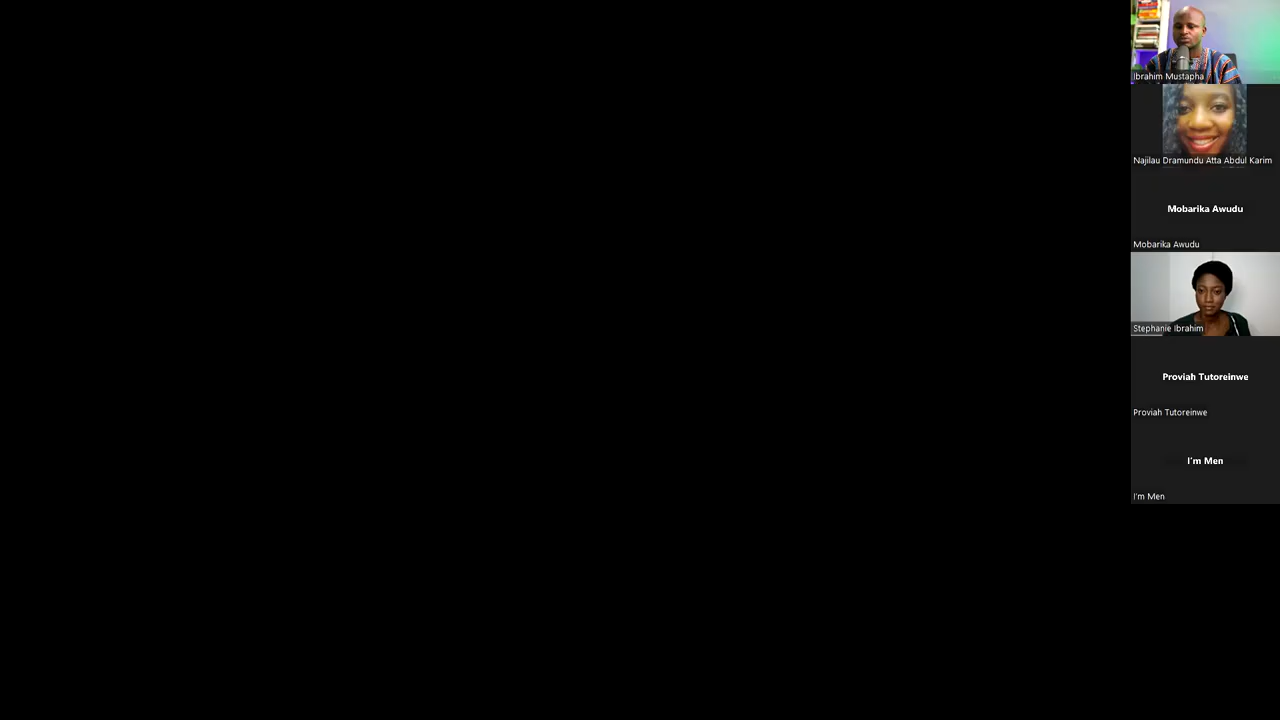 Ibrahim Mustapha
Najilau Dramundu Atta Abdul Karim
Mobarika Awudu
Mobarika Awudu
Stephanie Ibrahim
Proviah Tutoreinwe
Proviah Tutoreinwe
I'm Men
I'm Men